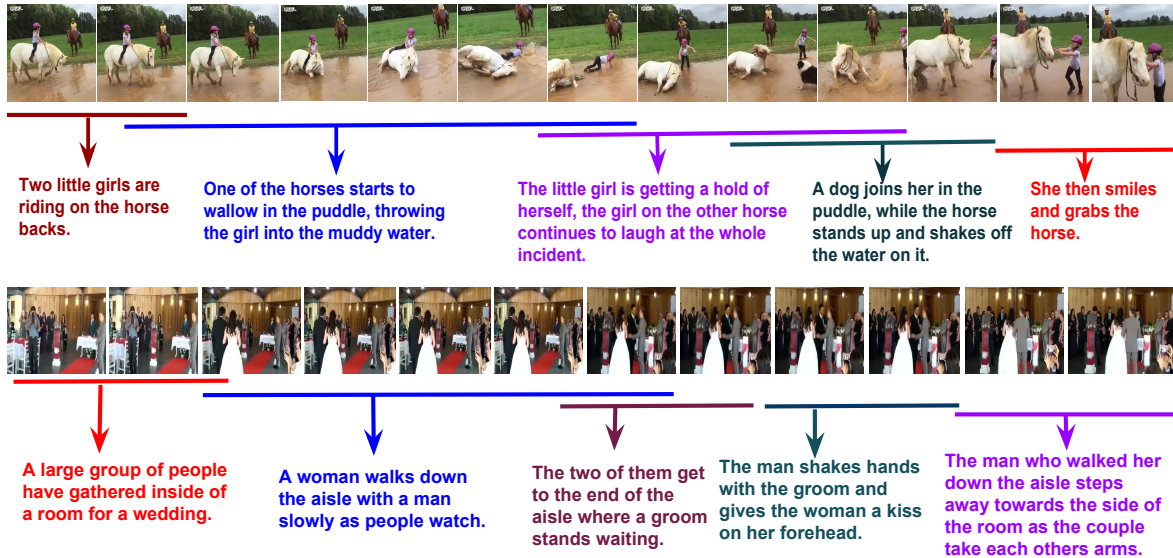 Two little girls are
riding on the horse
backs.
One of the horses starts to
wallow in the puddle, throwing
the girl into the muddy water.
The little girl is getting a hold of
herself, the girl on the other horse
continues to laugh at the whole
incident.
A dog joins her in the
puddle, while the horse
stands up and shakes off
the water on it.
She then smiles
and grabs the
horse.
A large group of people
have gathered inside of
a room for a wedding.
A woman walks down
the aisle with a man
slowly as people watch.
The two of them get
to the end of the
aisle where a groom
stands waiting.
The man shakes hands
with the groom and
gives the woman a kiss
on her forehead.
The man who walked her
down the aisle steps
away towards the side of
the room as the couple
take each others arms.